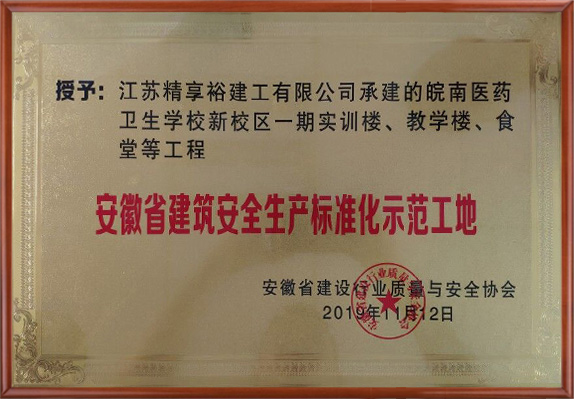 授予：江苏精享裕建工有限公司承建的皖南医药
卫生学校新校区一期实训楼、教学楼、食
堂等工程
安徽省建筑安全生产标准化示范工地
安徽省建设行业质量与安全协会
2019年11月12日